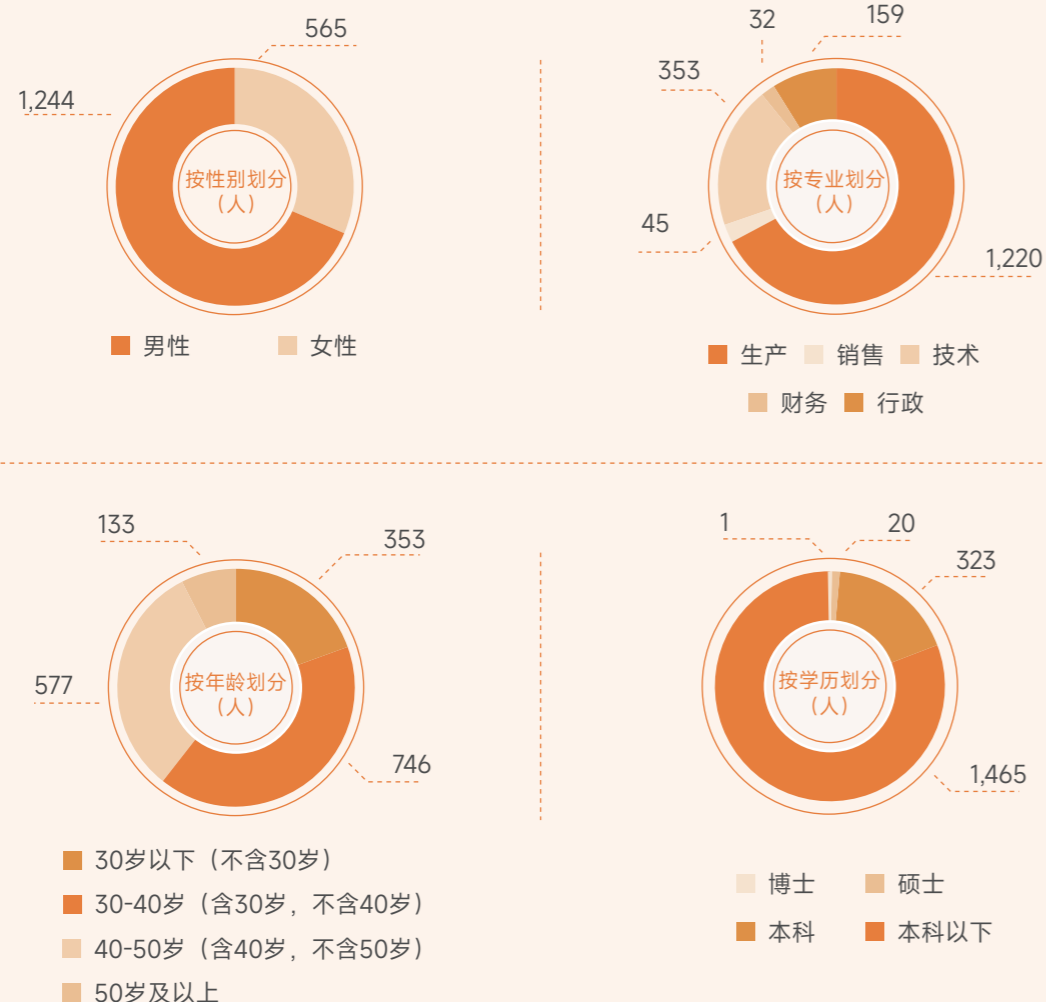 565
1,244
按性别划分
（人）
男性
女性
32
159
353
45
1,220
按专业划分
（人）
生产
销售
技术
财务
行政
133
353
577
746
按年龄划分
（人）
30岁以下（不含30岁）
30-40岁（含30岁，不含40岁）
40-50岁（含40岁，不含50岁）
50岁及以上
1
20
323
1,465
按学历划分
（人）
博士
硕士
本科
本科以下